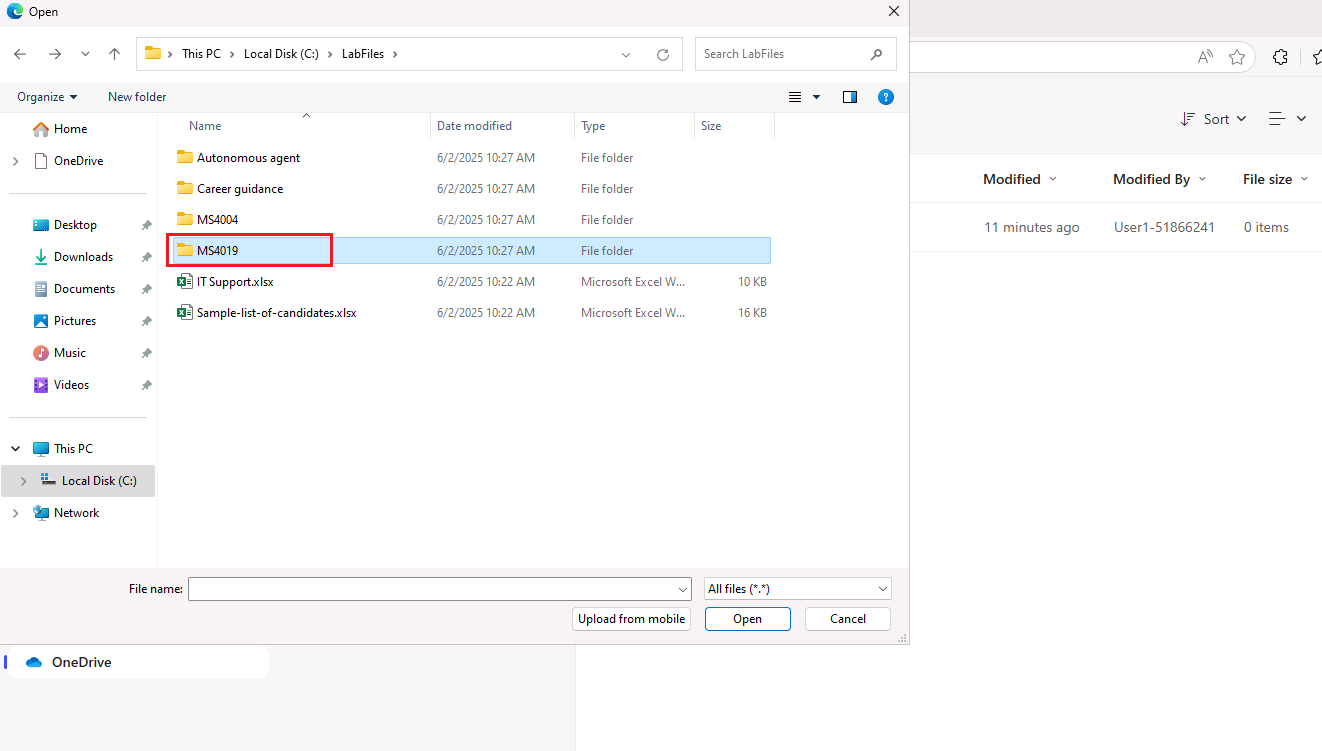 Open
This PC > Local Disk (C:) > LabFiles >
Search LabFiles
Organize
New folder
Name
Date modified
Type
Size
Home
OneDrive
Desktop
Downloads
Documents
Pictures
Music
Videos
This PC
Local Disk (C:)
Network
Autonomous agent 6/2/2025 10:27 AM File folder
Career guidance 6/2/2025 10:27 AM File folder
MS4004 6/2/2025 10:27 AM File folder
MS4019 6/2/2025 10:27 AM File folder
IT Support.xlsx 6/2/2025 10:22 AM Microsoft Excel W... 10 KB
Sample-list-of-candidates.xlsx 6/2/2025 10:22 AM Microsoft Excel W... 16 KB
File name:
All files (*.*)
Upload from mobile
Open
Cancel
Sort
Modified
Modified By
File size
11 minutes ago
User1-51866241
0 items
OneDrive